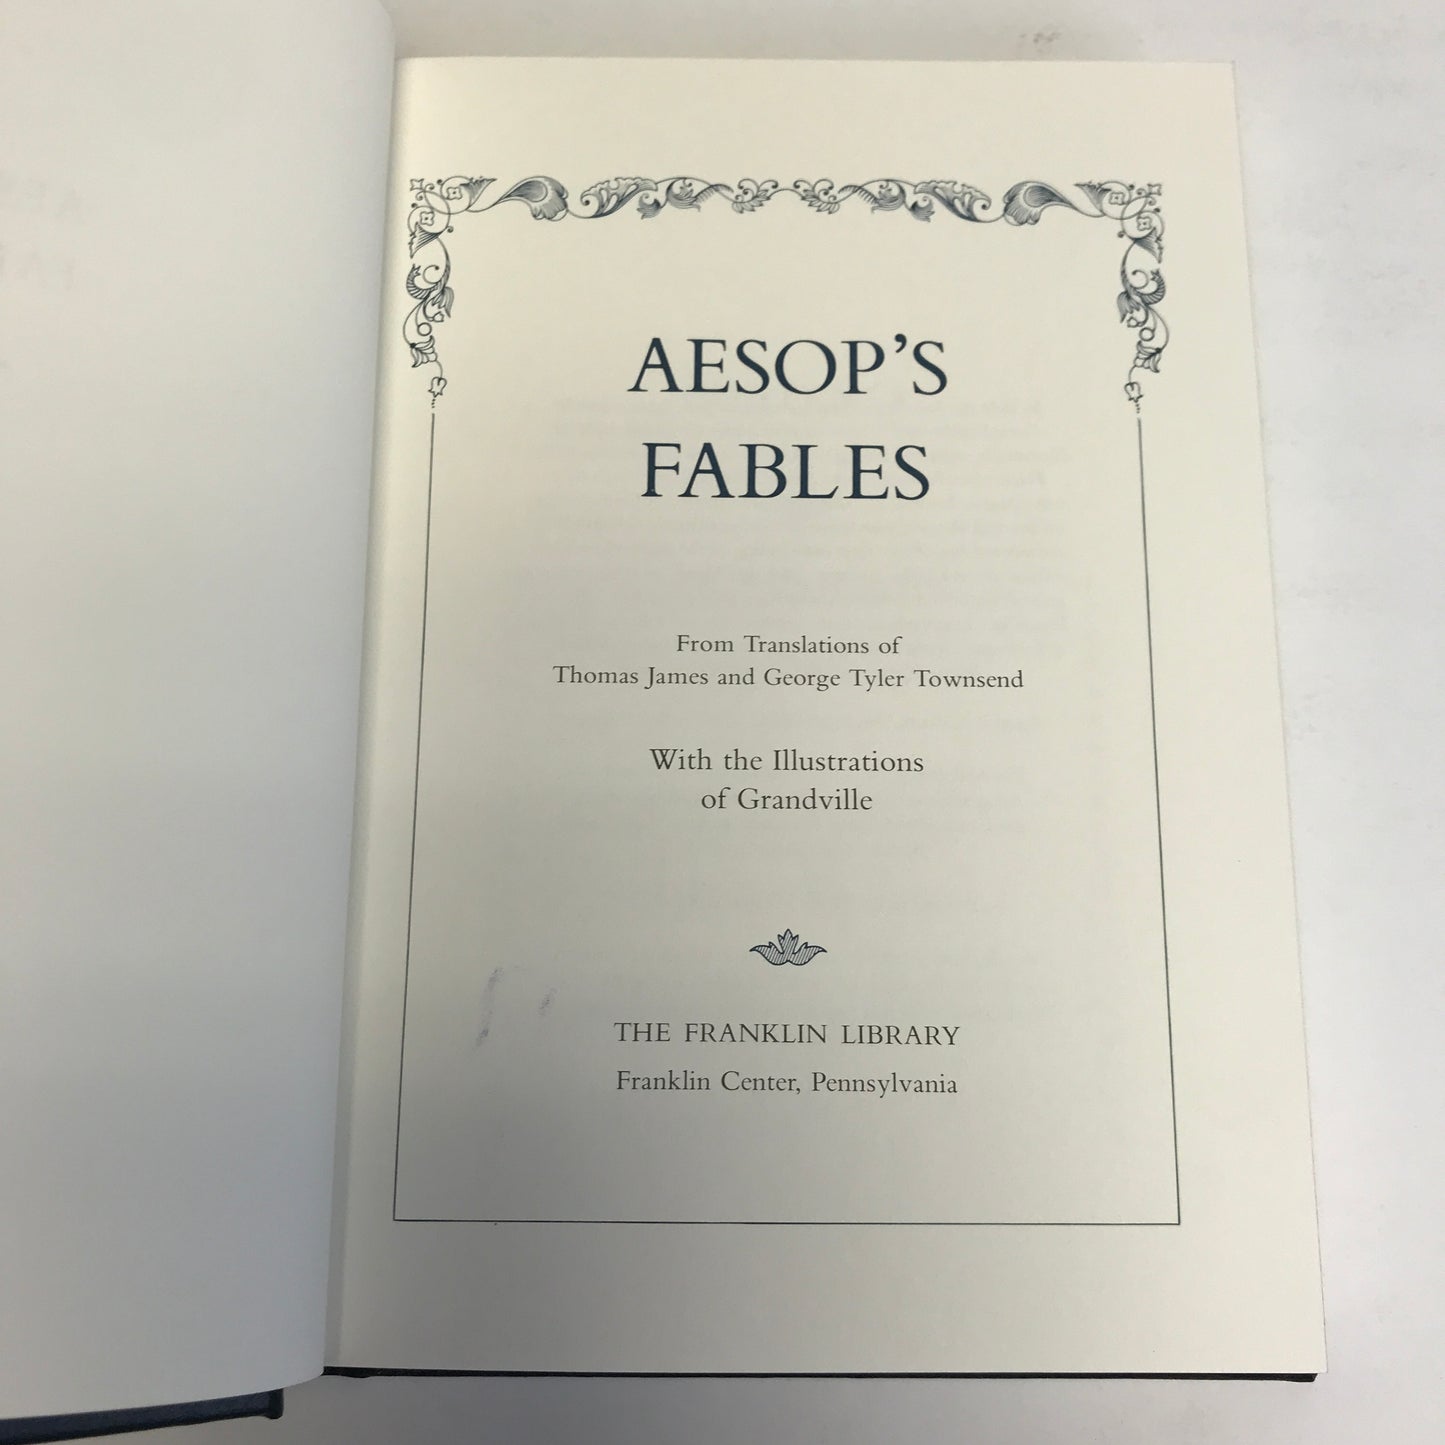 AESOP’S
FABLES
From Translations of
Thomas James and George Tyler Townsend
With the Illustrations
of Grandville
THE FRANKLIN LIBRARY
Franklin Center, Pennsylvania